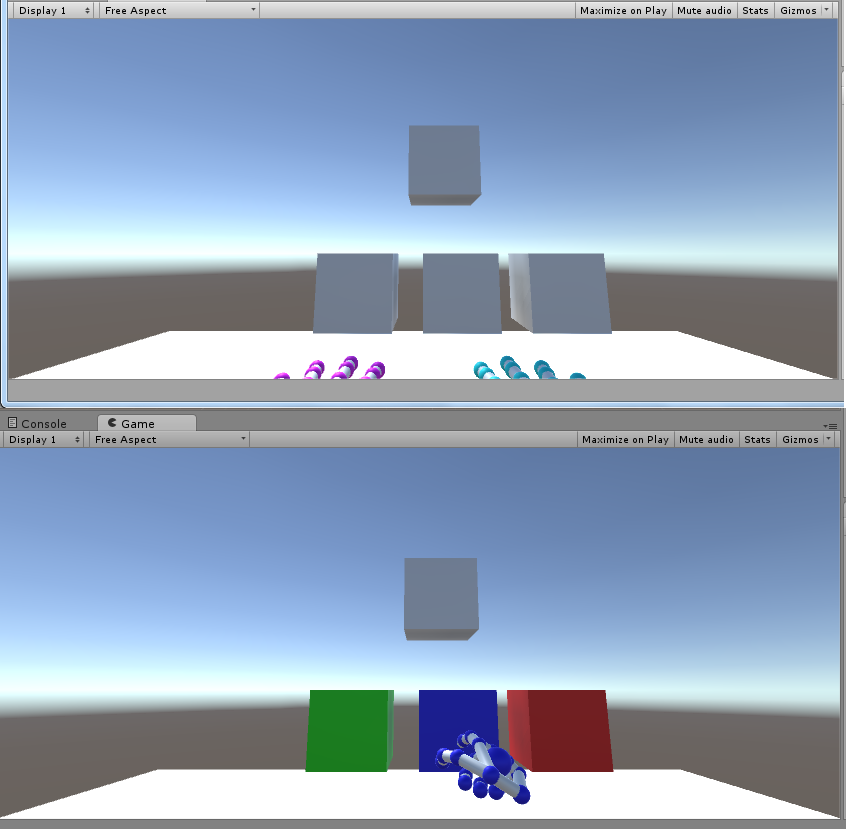 Display 1 Free Aspect Maximize on Play Mute audio Stats Gizmos
Console Game
Display 1 Free Aspect Maximize on Play Mute audio Stats Gizmos